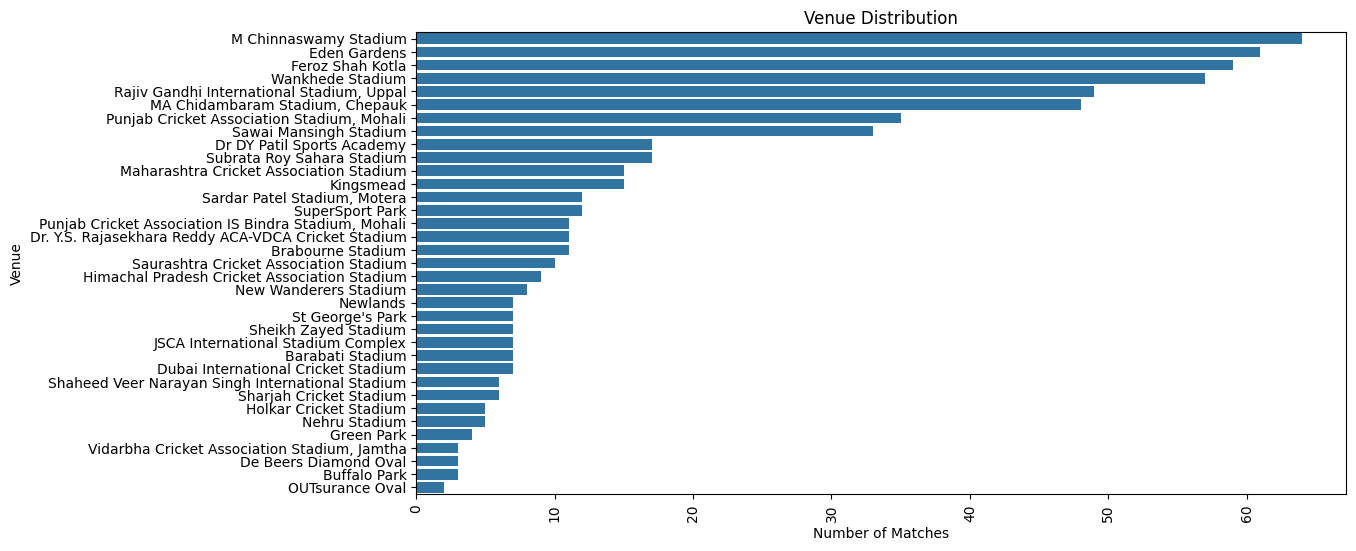 Venue Distribution
Venue
M Chinnaswamy Stadium
Eden Gardens
Feroz Shah Kotla
Wankhede Stadium
Rajiv Gandhi International Stadium, Uppal
MA Chidambaram Stadium, Chepauk
Punjab Cricket Association Stadium, Mohali
Sawai Mansingh Stadium
Dr DY Patil Sports Academy
Subrata Roy Sahara Stadium
Maharashtra Cricket Association Stadium
Kingsmead
Sardar Patel Stadium, Motera
SuperSport Park
Punjab Cricket Association IS Bindra Stadium, Mohali
Dr. Y.S. Rajasekhara Reddy ACA-VDCA Cricket Stadium
Brabourne Stadium
Saurashtra Cricket Association Stadium
Himachal Pradesh Cricket Association Stadium
New Wanderers Stadium
Newlands
St George's Park
Sheikh Zayed Stadium
JSCA International Stadium Complex
Barabati Stadium
Dubai International Cricket Stadium
Shaheed Veer Narayan Singh International Stadium
Sharjah Cricket Stadium
Holkar Cricket Stadium
Nehru Stadium
Green Park
Vidarbha Cricket Association Stadium, Jamtha
De Beers Diamond Oval
Buffalo Park
OUTsurance Oval
0 10 20 30 40 50 60
Number of Matches